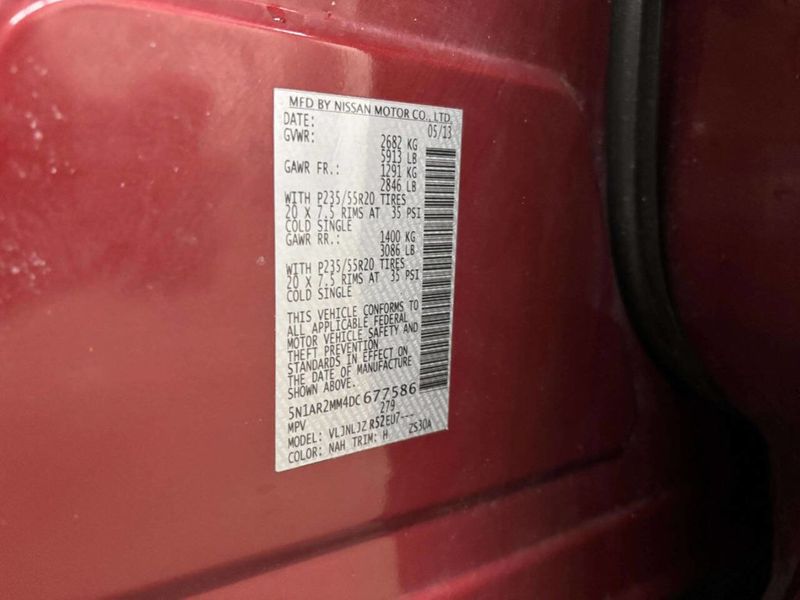 MFD BY NISSAN MOTOR CO., LTD.
DATE: 05/13
GVWR: 2682 KG
5913 LB
GAWR FR.: 1291 KG
2846 LB
WITH P235/55R20 TIRES
20 X 7.5 RIMS AT 35 PSI
COLD SINGLE
GAWR RR.: 1400 KG
3086 LB
WITH P235/55R20 TIRES
20 X 7.5 RIMS AT 35 PSI
COLD SINGLE
THIS VEHICLE CONFORMS TO
ALL APPLICABLE FEDERAL
MOTOR VEHICLE SAFETY AND
THEFT PREVENTION
STANDARDS IN EFFECT ON
THE DATE OF MANUFACTURE
SHOWN ABOVE.
5N1AR2MM4DC677586
MPV 279
MODEL: VLJNLJZ R52EU7---
COLOR: NAH TRIM: H ZS30A